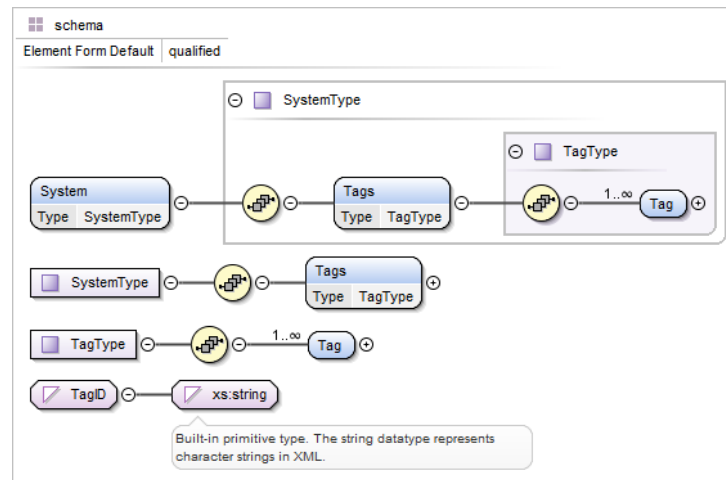 schema
Element Form Default qualified
SystemType
TagType
System
Type SystemType
Tags
Type TagType
1..∞
Tag
SystemType
Tags
Type TagType
TagType
1..∞
Tag
TagID
xs:string
Built-in primitive type. The string datatype represents
character strings in XML.